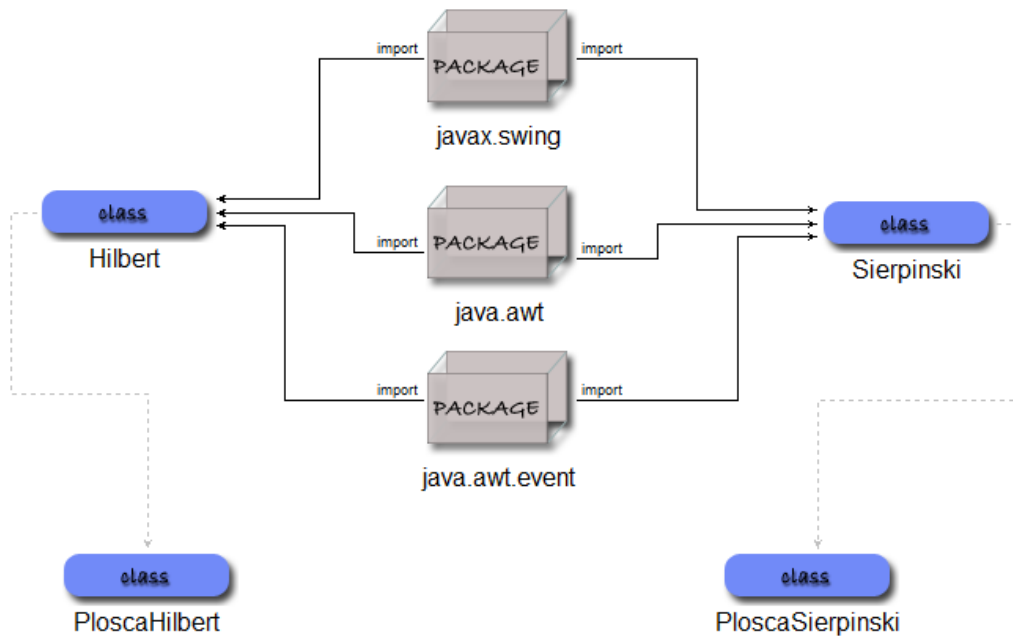 import
PACKAGE
import
javax.swing
class
Hilbert
import
PACKAGE
import
java.awt
class
Sierpinski
import
PACKAGE
import
java.awt.event
class
PloscaHilbert
class
PloscaSierpinski